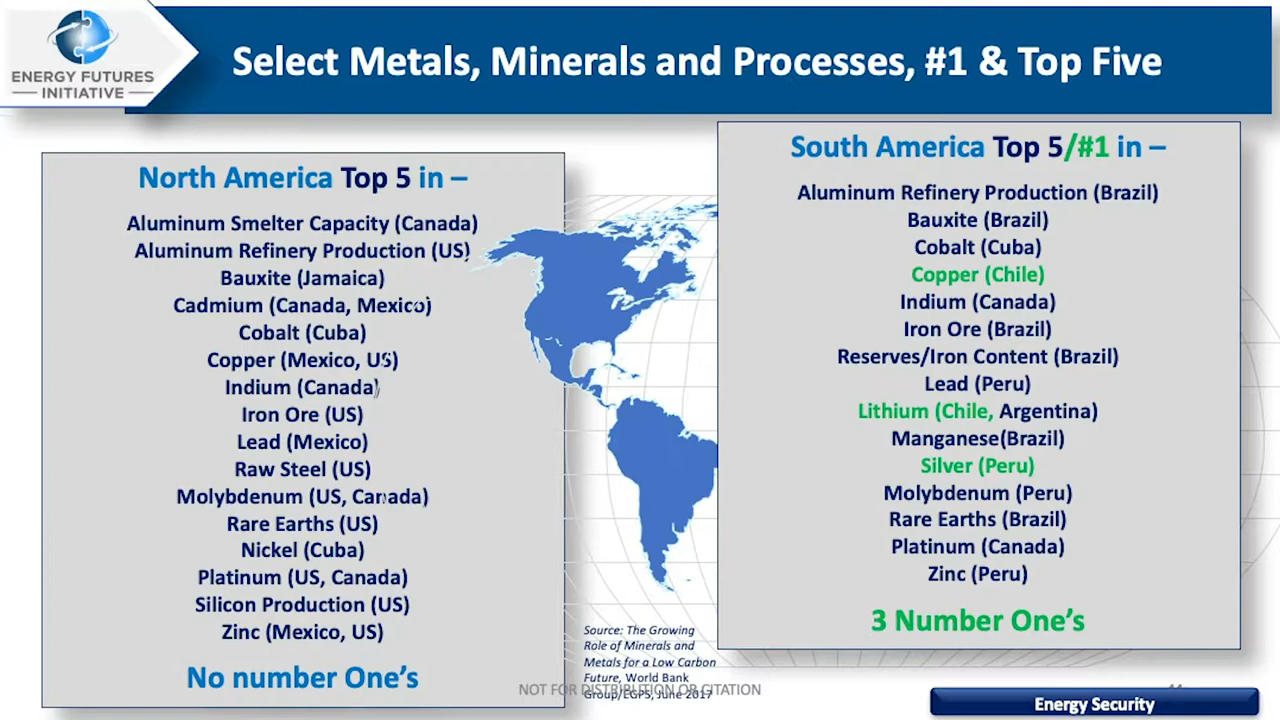 ENERGY FUTURES
INITIATIVE
Select Metals, Minerals and Processes, #1 & Top Five
North America Top 5 in –
Aluminum Smelter Capacity (Canada)
Aluminum Refinery Production (US)
Bauxite (Jamaica)
Cadmium (Canada, Mexico)
Cobalt (Cuba)
Copper (Mexico, US)
Indium (Canada)
Iron Ore (US)
Lead (Mexico)
Raw Steel (US)
Molybdenum (US, Canada)
Rare Earths (US)
Nickel (Cuba)
Platinum (US, Canada)
Silicon Production (US)
Zinc (Mexico, US)
No number One's
South America Top 5/#1 in –
Aluminum Refinery Production (Brazil)
Bauxite (Brazil)
Cobalt (Cuba)
Copper (Chile)
Indium (Canada)
Iron Ore (Brazil)
Reserves/Iron Content (Brazil)
Lead (Peru)
Lithium (Chile, Argentina)
Manganese(Brazil)
Silver (Peru)
Molybdenum (Peru)
Rare Earths (Brazil)
Platinum (Canada)
Zinc (Peru)
3 Number One's
Source: The Growing
Role of Minerals and
Metals for a Low Carbon
Future, World Bank
Group/EGPS, June 2017
NOT FOR DISTRIBUTION OR CITATION
Energy Security